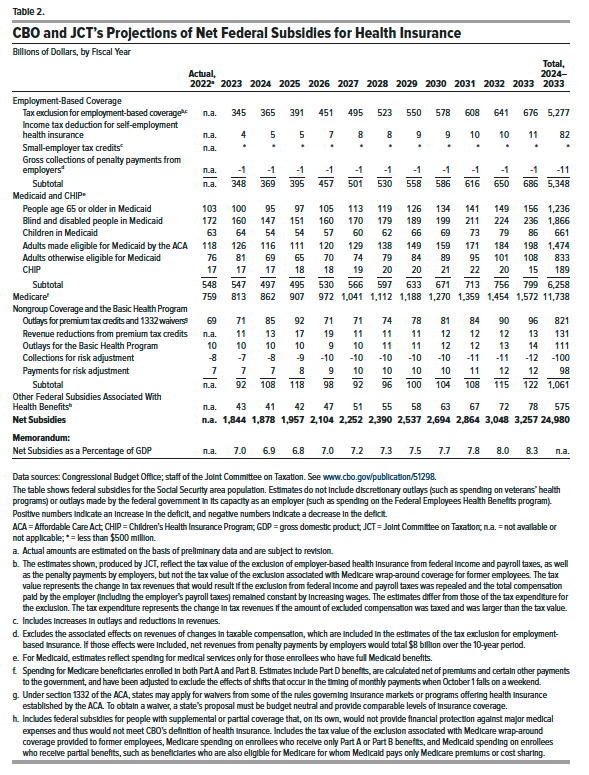 Table 2.
CBO and JCT's Projections of Net Federal Subsidies for Health Insurance
Billions of Dollars, by Fiscal Year
Actual, 2022a 2023 2024 2025 2026 2027 2028 2029 2030 2031 2032 2033 Total, 2024–2033
Employment-Based Coverage
Tax exclusion for employment-based coverageb,c n.a. 345 365 391 451 495 523 550 578 608 641 676 5,277
Income tax deduction for self-employment
health insurance n.a. 4 5 5 7 8 8 9 9 10 10 11 82
Small-employer tax creditsc n.a. * * * * * * * * * * * *
Gross collections of penalty payments from
employersd n.a. -1 -1 -1 -1 -1 -1 -1 -1 -1 -1 -1 -11
Subtotal n.a. 348 369 395 457 501 530 558 586 616 650 686 5,348
Medicaid and CHIPe
People age 65 or older in Medicaid 103 100 95 97 105 113 119 126 134 141 149 156 1,236
Blind and disabled people in Medicaid 172 160 147 151 160 170 179 189 199 211 224 236 1,866
Children in Medicaid 63 64 54 54 57 60 62 66 69 73 79 86 661
Adults made eligible for Medicaid by the ACA 118 126 116 111 120 129 138 149 159 171 184 198 1,474
Adults otherwise eligible for Medicaid 76 81 69 65 70 74 79 84 89 95 101 108 833
CHIP 17 17 17 18 18 19 20 20 21 22 20 15 189
Subtotal 548 547 497 495 530 566 597 633 671 713 756 799 6,258
Medicaref 759 813 862 907 972 1,041 1,112 1,188 1,270 1,359 1,454 1,572 11,738
Nongroup Coverage and the Basic Health Program
Outlays for premium tax credits and 1332 waiversg 69 71 85 92 71 71 74 78 81 84 90 96 821
Revenue reductions from premium tax credits n.a. 11 13 17 19 11 11 11 12 12 12 13 131
Outlays for the Basic Health Program 10 10 10 10 9 10 11 11 12 12 13 14 111
Collections for risk adjustment -8 -7 -8 -9 -10 -10 -10 -10 -10 -11 -11 -12 -100
Payments for risk adjustment 7 7 7 8 9 10 10 10 10 11 12 12 98
Subtotal n.a. 92 108 118 98 92 96 100 104 108 115 122 1,061
Other Federal Subsidies Associated With
Health Benefitsh n.a. 43 41 42 47 51 55 58 63 67 72 78 575
Net Subsidies n.a. 1,844 1,878 1,957 2,104 2,252 2,390 2,537 2,694 2,864 3,048 3,257 24,980
Memorandum:
Net Subsidies as a Percentage of GDP n.a. 7.0 6.9 6.8 7.0 7.2 7.3 7.5 7.7 7.8 8.0 8.3 n.a.
Data sources: Congressional Budget Office; staff of the Joint Committee on Taxation. See www.cbo.gov/publication/51298.
The table shows federal subsidies for the Social Security area population. Estimates do not include discretionary outlays (such as spending on veterans' health
programs) or outlays made by the federal government in its capacity as an employer (such as spending on the Federal Employees Health Benefits program).
Positive numbers indicate an increase in the deficit, and negative numbers indicate a decrease in the deficit.
ACA = Affordable Care Act; CHIP = Children's Health Insurance Program; GDP = gross domestic product; JCT = Joint Committee on Taxation; n.a. = not available or
not applicable; * = less than $500 million.
a. Actual amounts are estimated on the basis of preliminary data and are subject to revision.
b. The estimates shown, produced by JCT, reflect the tax value of the exclusion of employer-based health insurance from federal income and payroll taxes, as well
as the penalty payments by employers, but not the tax value of the exclusion associated with Medicare wrap-around coverage for former employees. The tax
value represents the change in tax revenues that would result if the exclusion from federal income and payroll taxes was repealed and the total compensation
paid by the employer (including the employer's payroll taxes) remained constant by increasing wages. The estimates differ from those of the tax expenditure for
the exclusion. The tax expenditure represents the change in tax revenues if the amount of excluded compensation was taxed and was larger than the tax value.
c. Includes increases in outlays and reductions in revenues.
d. Excludes the associated effects on revenues of changes in taxable compensation, which are included in the estimates of the tax exclusion for employment-
based insurance. If those effects were included, net revenues from penalty payments by employers would total $8 billion over the 10-year period.
e. For Medicaid, estimates reflect spending for medical services only for those enrollees who have full Medicaid benefits.
f. Spending for Medicare beneficiaries enrolled in both Part A and Part B. Estimates include Part D benefits, are calculated net of premiums and certain other payments
to the government, and have been adjusted to exclude the effects of shifts that occur in the timing of monthly payments when October 1 falls on a weekend.
g. Under section 1332 of the ACA, states may apply for waivers from some of the rules governing insurance markets or programs offering health insurance
established by the ACA. To obtain a waiver, a state's proposal must be budget neutral and provide comparable levels of insurance coverage.
h. Includes federal subsidies for people with supplemental or partial coverage that, on its own, would not provide financial protection against major medical
expenses and thus would not meet CBO's definition of health insurance. Includes the tax value of the exclusion associated with Medicare wrap-around
coverage provided to former employees, Medicare spending on enrollees who receive only Part A or Part B benefits, and Medicaid spending on enrollees
who receive partial benefits, such as beneficiaries who are also eligible for Medicare for whom Medicaid pays only Medicare premiums or cost sharing.